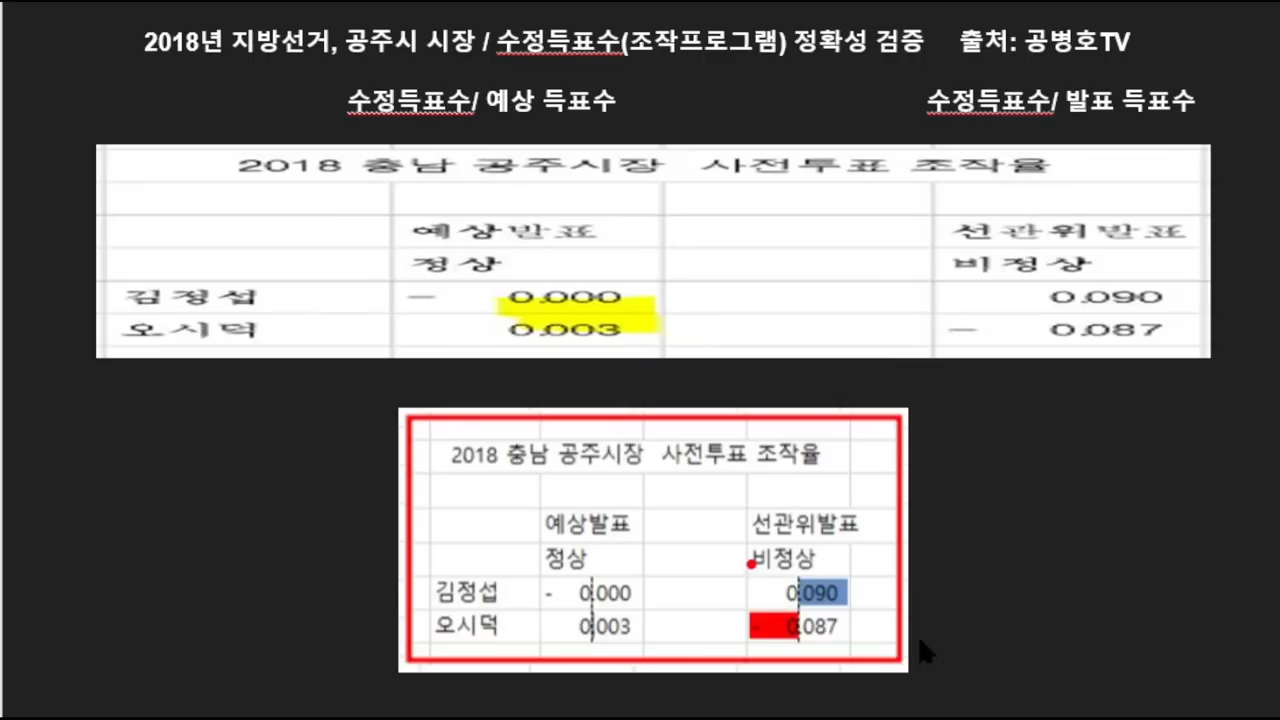 2018년 지방선거, 공주시 시장 / 수정득표수(조작프로그램) 정확성 검증 출처: 공병호TV
수정득표수/ 예상 득표수 수정득표수/ 발표 득표수
2018 충남 공주시장 사전투표 조작율
예상발표 선관위발표
정상 비정상
김정섭 - 0.000 0.090
오시덕 0.003 - 0.087
2018 충남 공주시장 사전투표 조작율
예상발표 선관위발표
정상 비정상
김정섭 - 0.000 0.090
오시덕 0.003 - 0.087